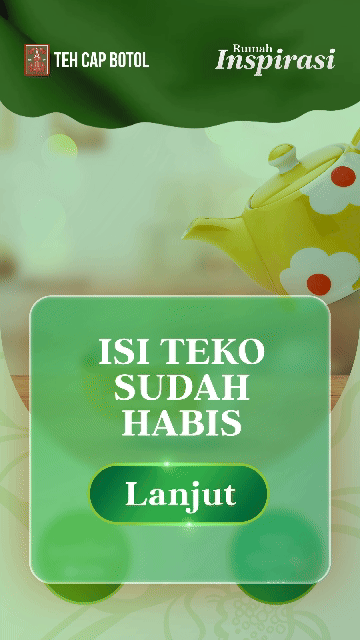 TEH CAP BOTOL
Rumah
Inspirasi
ISI TEKO
SUDAH
HABIS
Lanjut